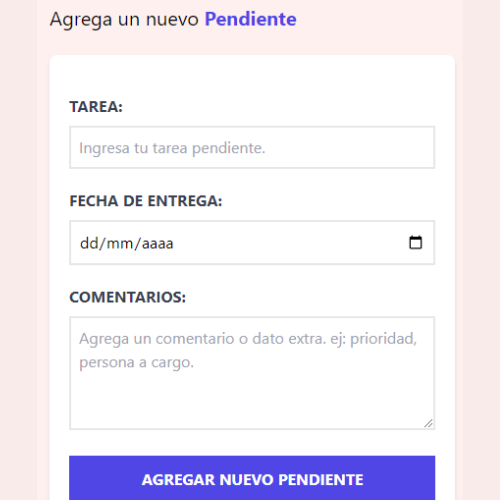 Agrega un nuevo Pendiente
TAREA:
Ingresa tu tarea pendiente.
FECHA DE ENTREGA:
dd/mm/aaaa
COMENTARIOS:
Agrega un comentario o dato extra. ej: prioridad,
persona a cargo.
AGREGAR NUEVO PENDIENTE